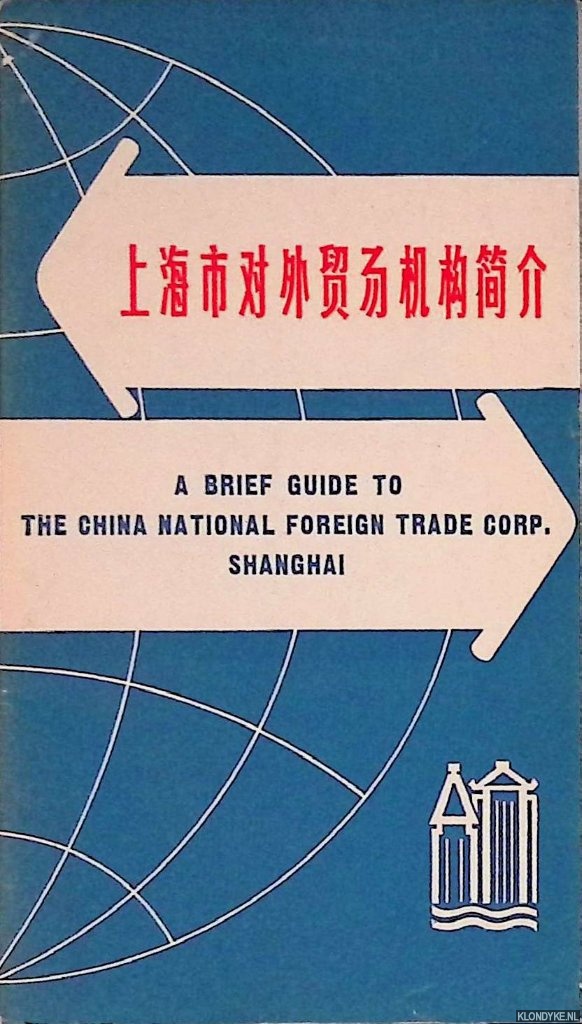 上海市对外贸易机构简介
A BRIEF GUIDE TO
THE CHINA NATIONAL FOREIGN TRADE CORP.
SHANGHAI
KLONDYKE.NL